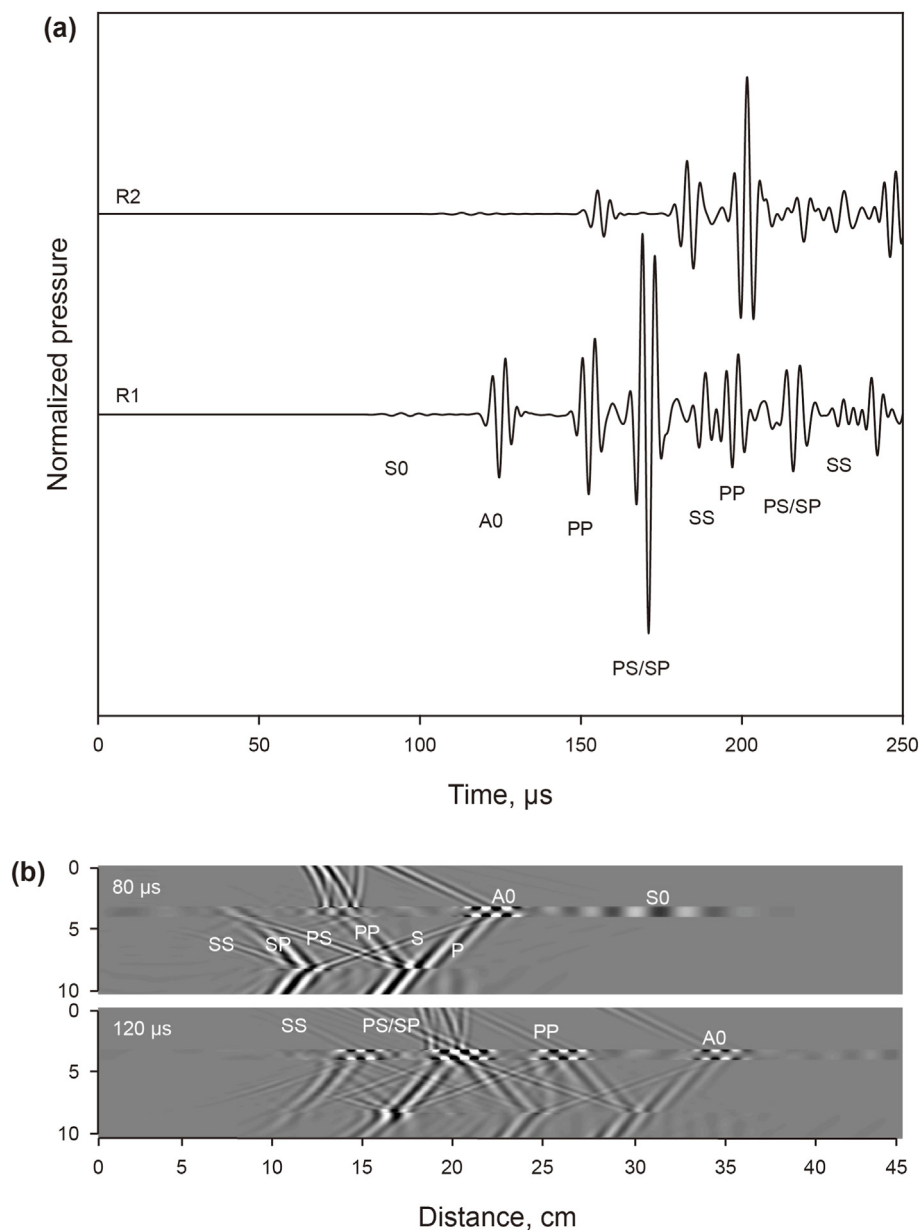 (a)
Normalized pressure
R2
R1
S0
A0
PP
PS/SP
SS
PP
PS/SP
SS
0 50 100 150 200 250
Time, µs
(b)
80 µs
A0
S0
SS
SP
PS
PP
S
P
0
5
10
120 µs
SS
PS/SP
PP
A0
0
5
10
0 5 10 15 20 25 30 35 40 45
Distance, cm